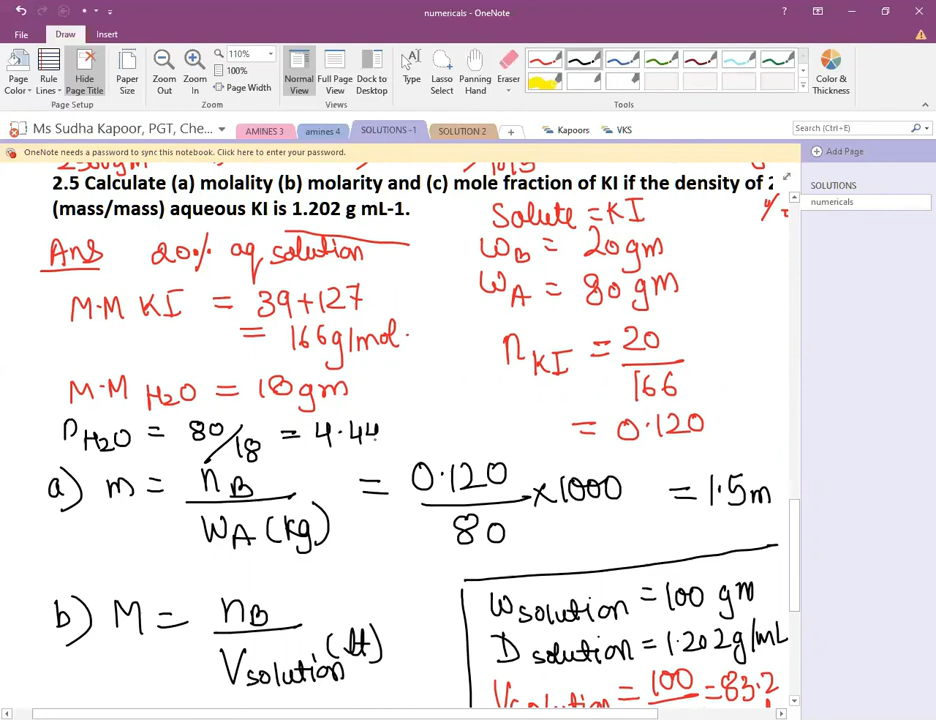 numericals - OneNote
File Draw Insert
Page Color Rule Lines Hide Page Title Paper Size Zoom Out Zoom In 110% 100% Page Width Normal View Full Page View Dock to Desktop Type Lasso Select Panning Hand Eraser Color & Thickness
Page Setup Zoom Views Tools
Ms Sudha Kapoor, PGT, Che... AMINES 3 amines 4 SOLUTIONS -1 SOLUTION 2 Kapoors VKS Search (Ctrl+E)
OneNote needs a password to sync this notebook. Click here to enter your password.
Add Page
SOLUTIONS
numericals
2.5 Calculate (a) molality (b) molarity and (c) mole fraction of KI if the density of 2
(mass/mass) aqueous KI is 1.202 g mL-1.
Solute = KI
Ans 20% aq solution
WB = 20gm
M.M KI = 39+127
WA = 80 gm
= 166g/mol.
nKI = 20/166
M.M H2O = 18gm
= 0.120
nH2O = 80/18 = 4.44
a) m = nB/WA(kg) = 0.120/80 ×1000 = 1.5m
b) M = nB/Vsolution(lt)
Wsolution = 100 gm
Dsolution = 1.202g/mL
Vsolution = 100 = 83.2